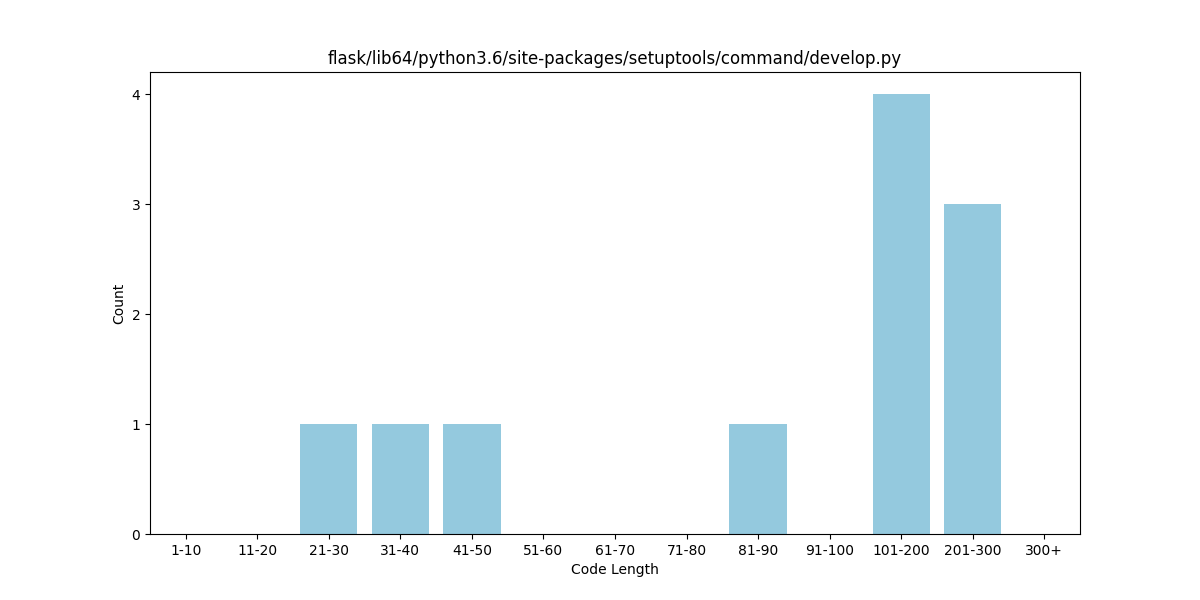 flask/lib64/python3.6/site-packages/setuptools/command/develop.py
4
3
2
1
0
Count
1-10 11-20 21-30 31-40 41-50 51-60 61-70 71-80 81-90 91-100 101-200 201-300 300+
Code Length